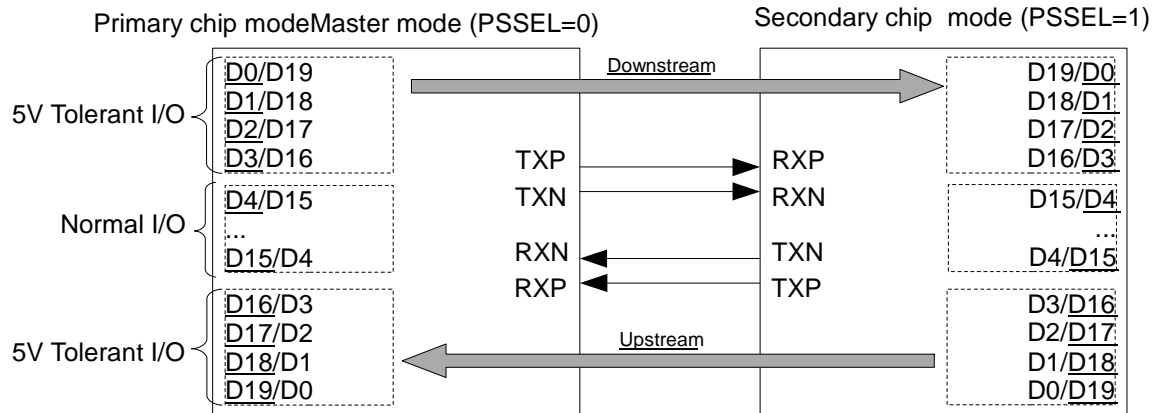 Primary chip modeMaster mode (PSSEL=0)
Secondary chip mode (PSSEL=1)
5V Tolerant I/O
D0/D19
D1/D18
D2/D17
D3/D16
Normal I/O
D4/D15
...
D15/D4
5V Tolerant I/O
D16/D3
D17/D2
D18/D1
D19/D0
Downstream
TXP
TXN
RXN
RXP
RXP
RXN
TXN
TXP
Upstream
D19/D0
D18/D1
D17/D2
D16/D3
D15/D4
...
D4/D15
D3/D16
D2/D17
D1/D18
D0/D19